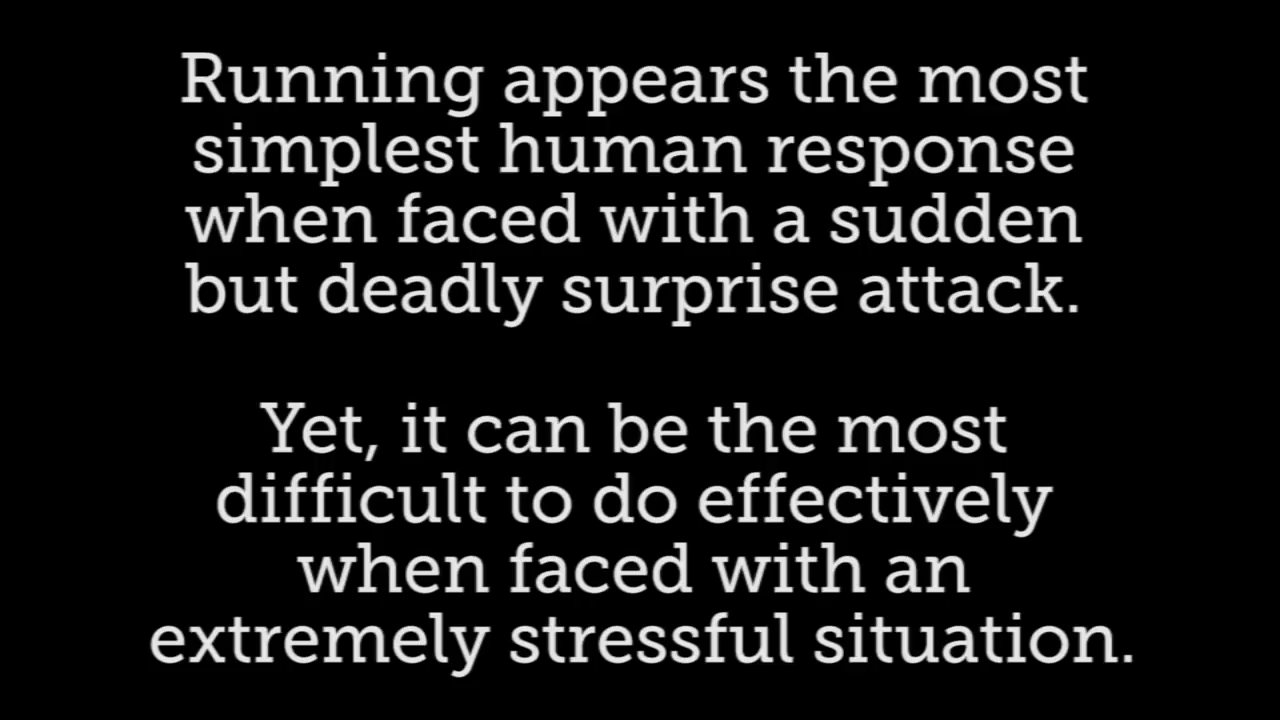 Running appears the most
simplest human response
when faced with a sudden
but deadly surprise attack.
Yet, it can be the most
difficult to do effectively
when faced with an
extremely stressful situation.